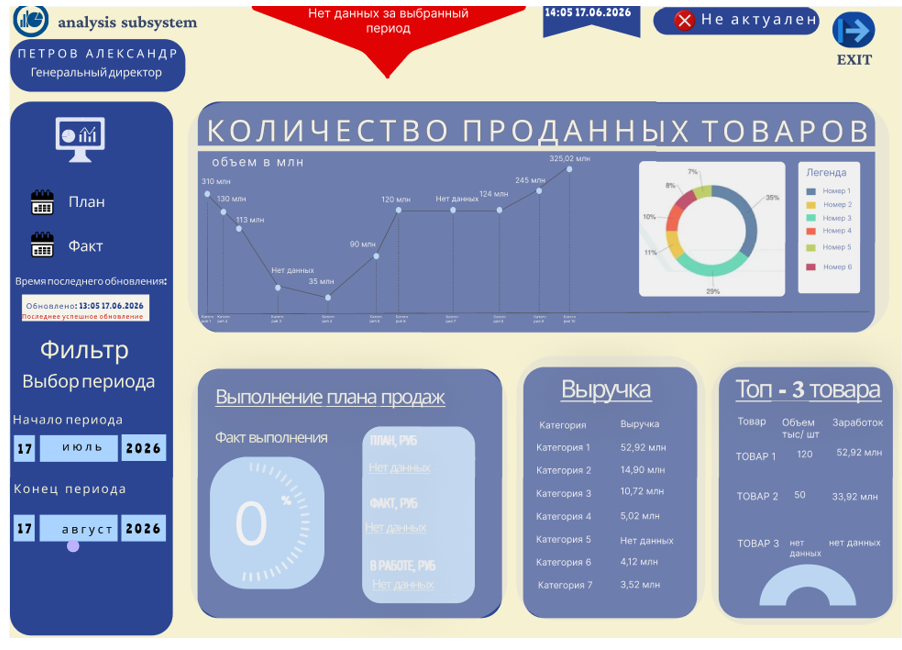 analysis subsystem
Нет данных за выбранный
период
14:05 17.06.2026
Не актуален
EXIT
ПЕТРОВ АЛЕКСАНДР
Генеральный директор
План
Факт
Время последнего обновления:
Обновлено: 13:05 17.06.2026
Последнее успешное обновление
Фильтр
Выбор периода
Начало периода
17 июль 2026
Конец периода
17 август 2026
КОЛИЧЕСТВО ПРОДАННЫХ ТОВАРОВ
объем в млн
310 млн
130 млн
113 млн
Нет данных
35 млн
90 млн
120 млн
Нет данных
124 млн
245 млн
325,02 млн
7%
8%
10%
11%
29%
35%
Легенда
Номер 1
Номер 2
Номер 3
Номер 4
Номер 5
Номер 6
Выполнение плана продаж
Факт выполнения
0 %
ПЛАН, РУБ
Нет данных
ФАКТ, РУБ
Нет данных
В РАБОТЕ, РУБ
Нет данных
Выручка
Категория Выручка
Категория 1 52,92 млн
Категория 2 14,90 млн
Категория 3 10,72 млн
Категория 4 5,02 млн
Категория 5 Нет данных
Категория 6 4,12 млн
Категория 7 3,52 млн
Топ - 3 товара
Товар Объем Заработок
тыс/ шт
ТОВАР 1 120 52,92 млн
ТОВАР 2 50 33,92 млн
ТОВАР 3 нет нет данных
данных